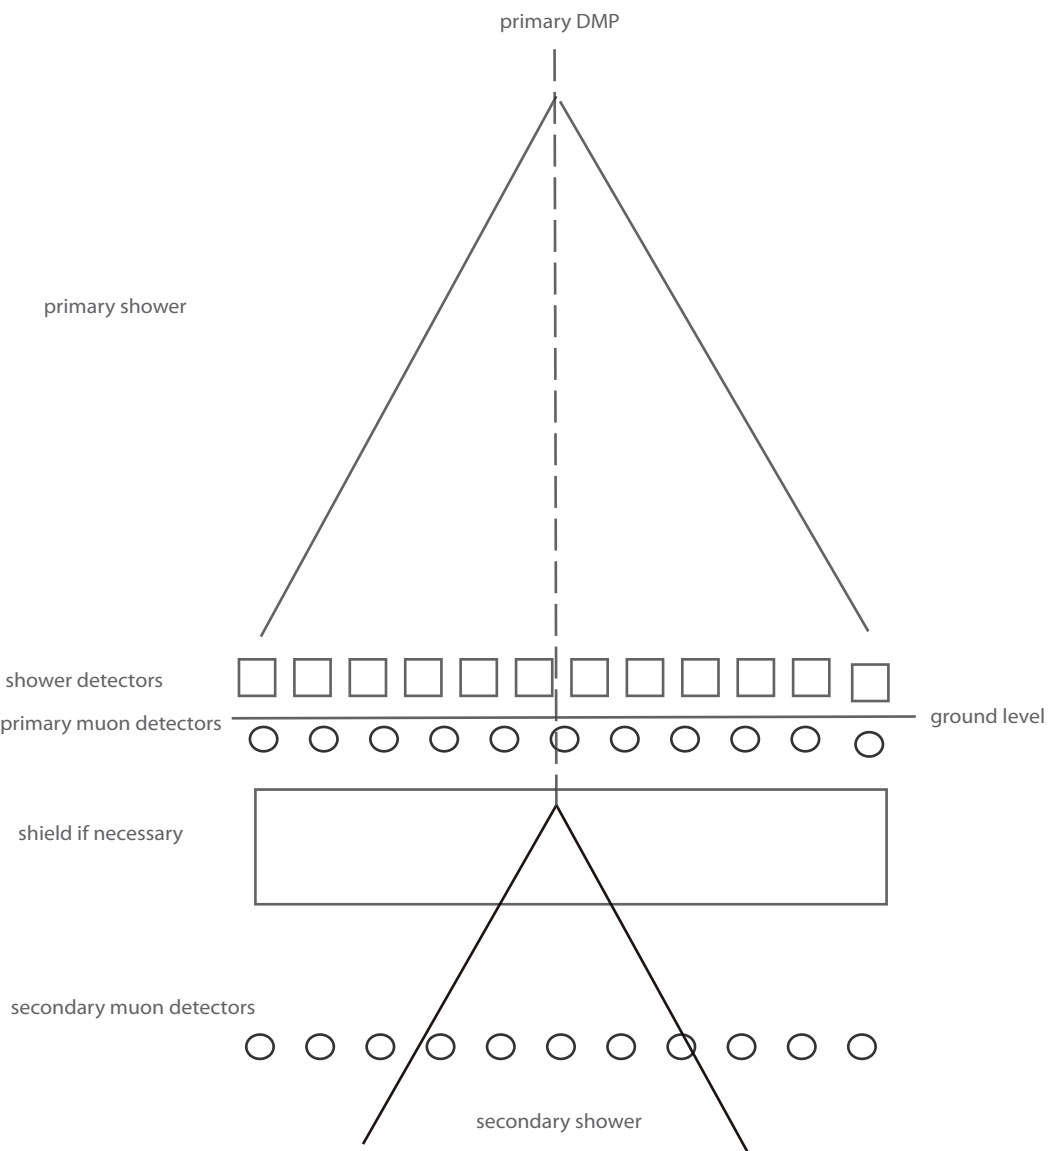 primary DMP
primary shower
shower detectors
primary muon detectors
ground level
shield if necessary
secondary muon detectors
secondary shower